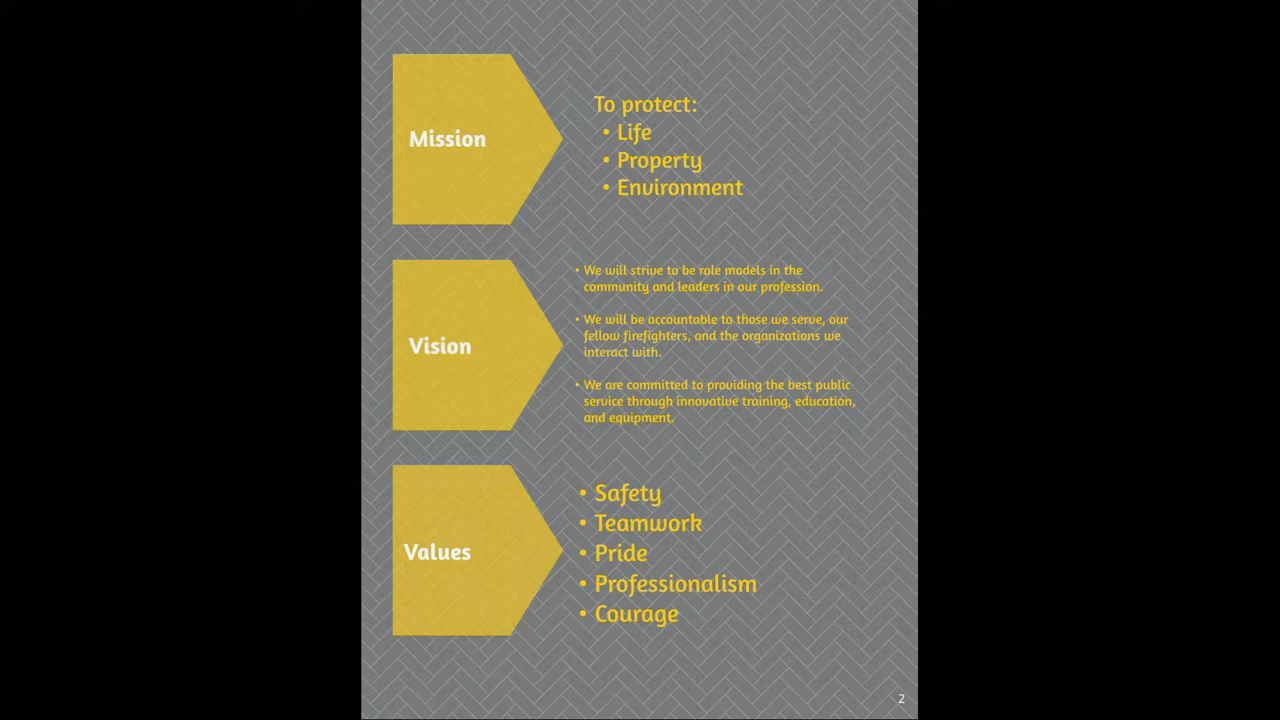 Mission
To protect:
• Life
• Property
• Environment
Vision
• We will strive to be role models in the
community and leaders in our profession.
• We will be accountable to those we serve, our
fellow firefighters, and the organizations we
interact with.
• We are committed to providing the best public
service through innovative training, education,
and equipment.
Values
• Safety
• Teamwork
• Pride
• Professionalism
• Courage
2